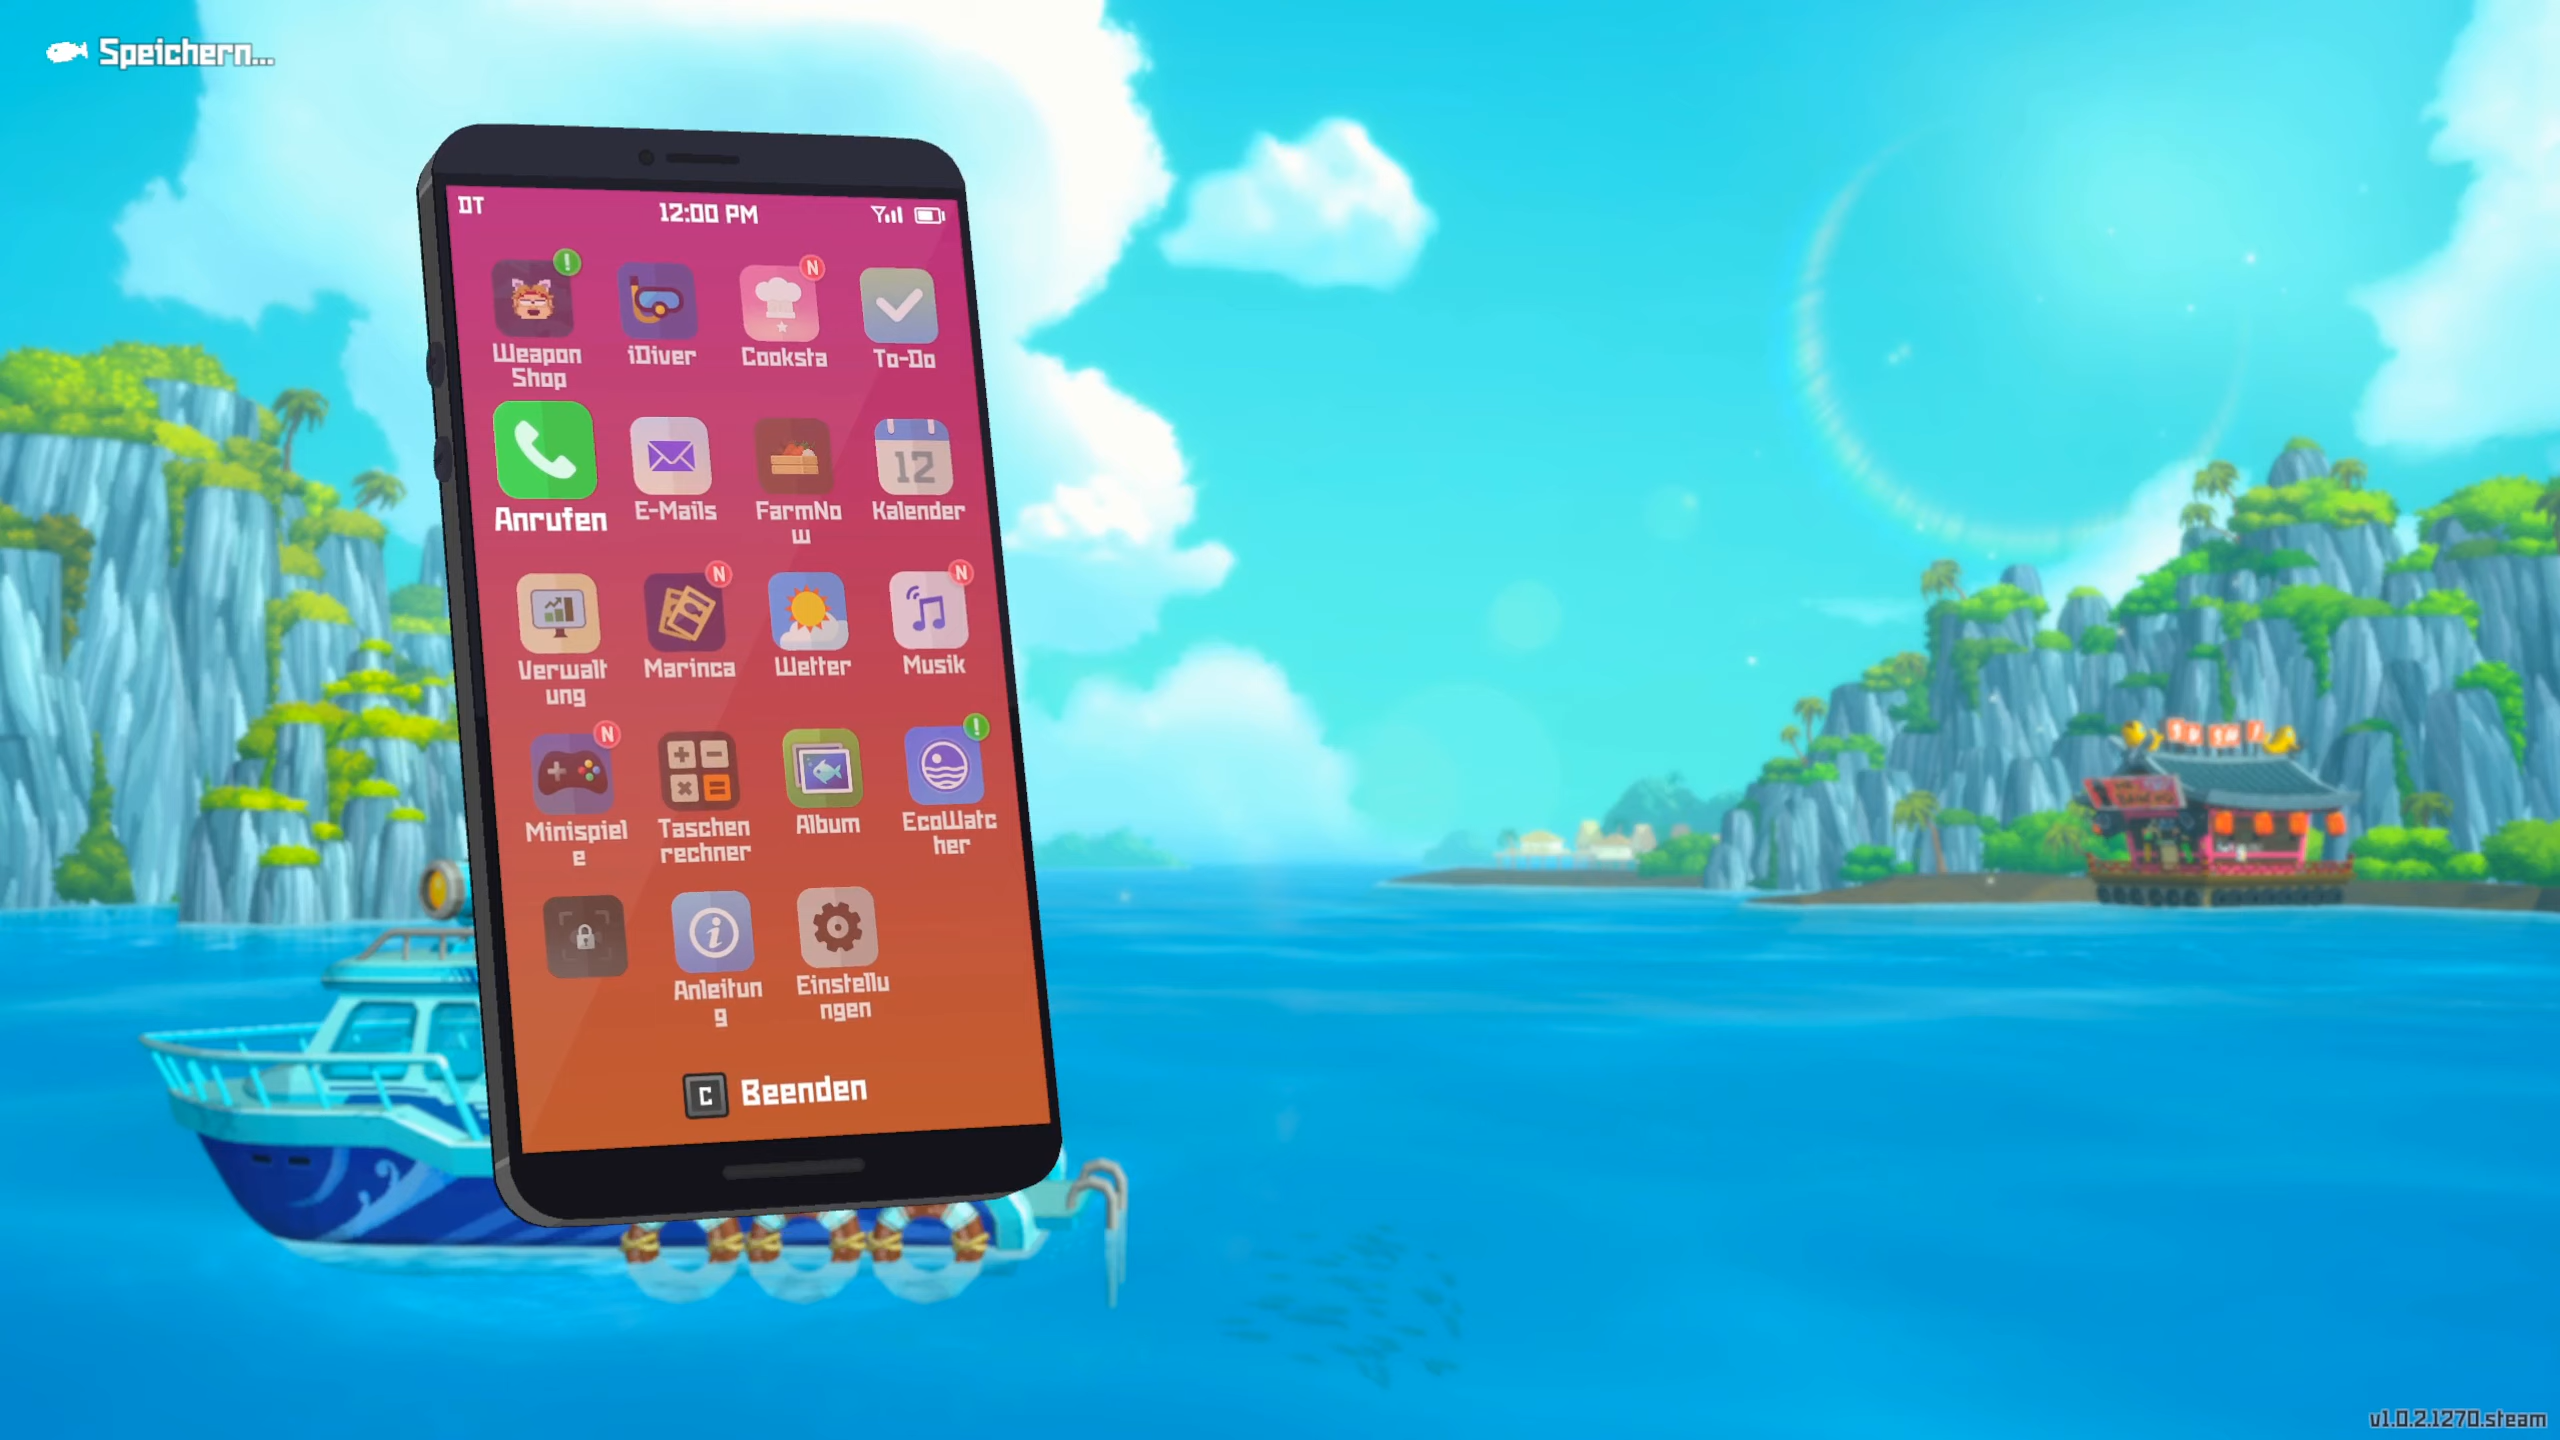 Speichern...
DT
12:00 PM
!
N
Weapon
Shop
iDiver
Cooksta
To-Do
12
Anrufen
E-Mails
FarmNo
w
Kalender
N
N
Verwalt
ung
Marinca
Wetter
Musik
N
!
Minispiel
e
Taschen
rechner
Album
EcoWatc
her
i
Anleitun
g
Einstellu
ngen
C Beenden
v1.0.2.1270.steam